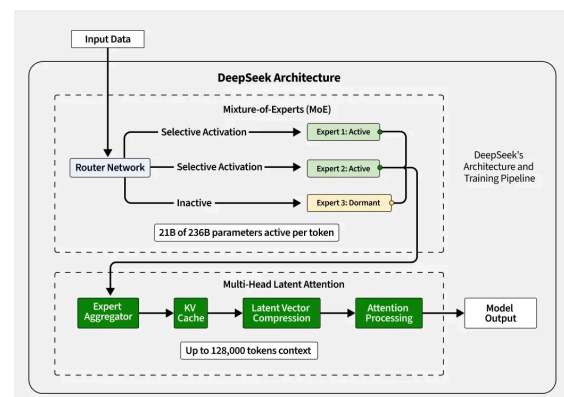 Input Data
DeepSeek Architecture
Mixture-of-Experts (MoE)
Selective Activation
Expert 1: Active
Router Network
Selective Activation
Expert 2: Active
DeepSeek's
Architecture and
Training Pipeline
Inactive
Expert 3: Dormant
21B of 236B parameters active per token
Multi-Head Latent Attention
Expert
Aggregator
KV
Cache
Latent Vector
Compression
Attention
Processing
Model
Output
Up to 128,000 tokens context